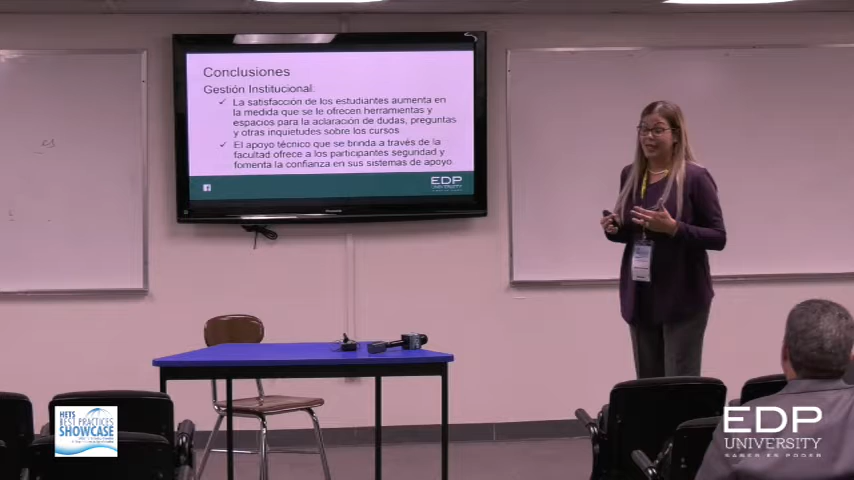 Conclusiones
Gestión Institucional:
✓ La satisfacción de los estudiantes aumenta en
la medida que se le ofrecen herramientas y
espacios para la aclaración de dudas, preguntas
y otras inquietudes sobre los cursos
✓ El apoyo técnico que se brinda a través de la
facultad ofrece a los participantes seguridad y
fomenta la confianza en sus sistemas de apoyo.
EDP
UNIVERSITY
HETS
BEST PRACTICES
SHOWCASE
EDP
UNIVERSITY
SABER ES PODER